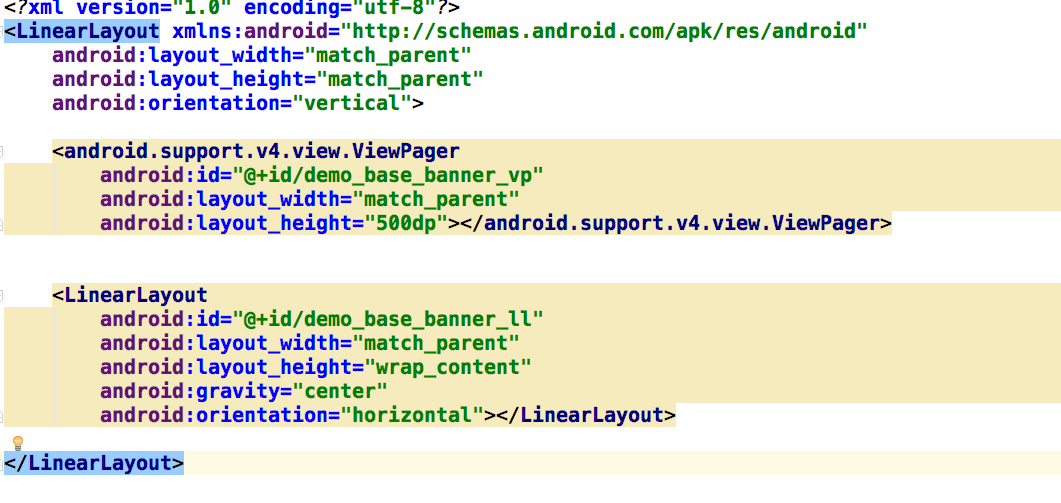 <?xml version="1.0" encoding="utf-8"?>
<LinearLayout xmlns:android="http://schemas.android.com/apk/res/android"
    android:layout_width="match_parent"
    android:layout_height="match_parent"
    android:orientation="vertical">
    <android.support.v4.view.ViewPager
        android:id="@+id/demo_base_banner_vp"
        android:layout_width="match_parent"
        android:layout_height="500dp"></android.support.v4.view.ViewPager>
    <LinearLayout
        android:id="@+id/demo_base_banner_ll"
        android:layout_width="match_parent"
        android:layout_height="wrap_content"
        android:gravity="center"
        android:orientation="horizontal"></LinearLayout>
</LinearLayout>